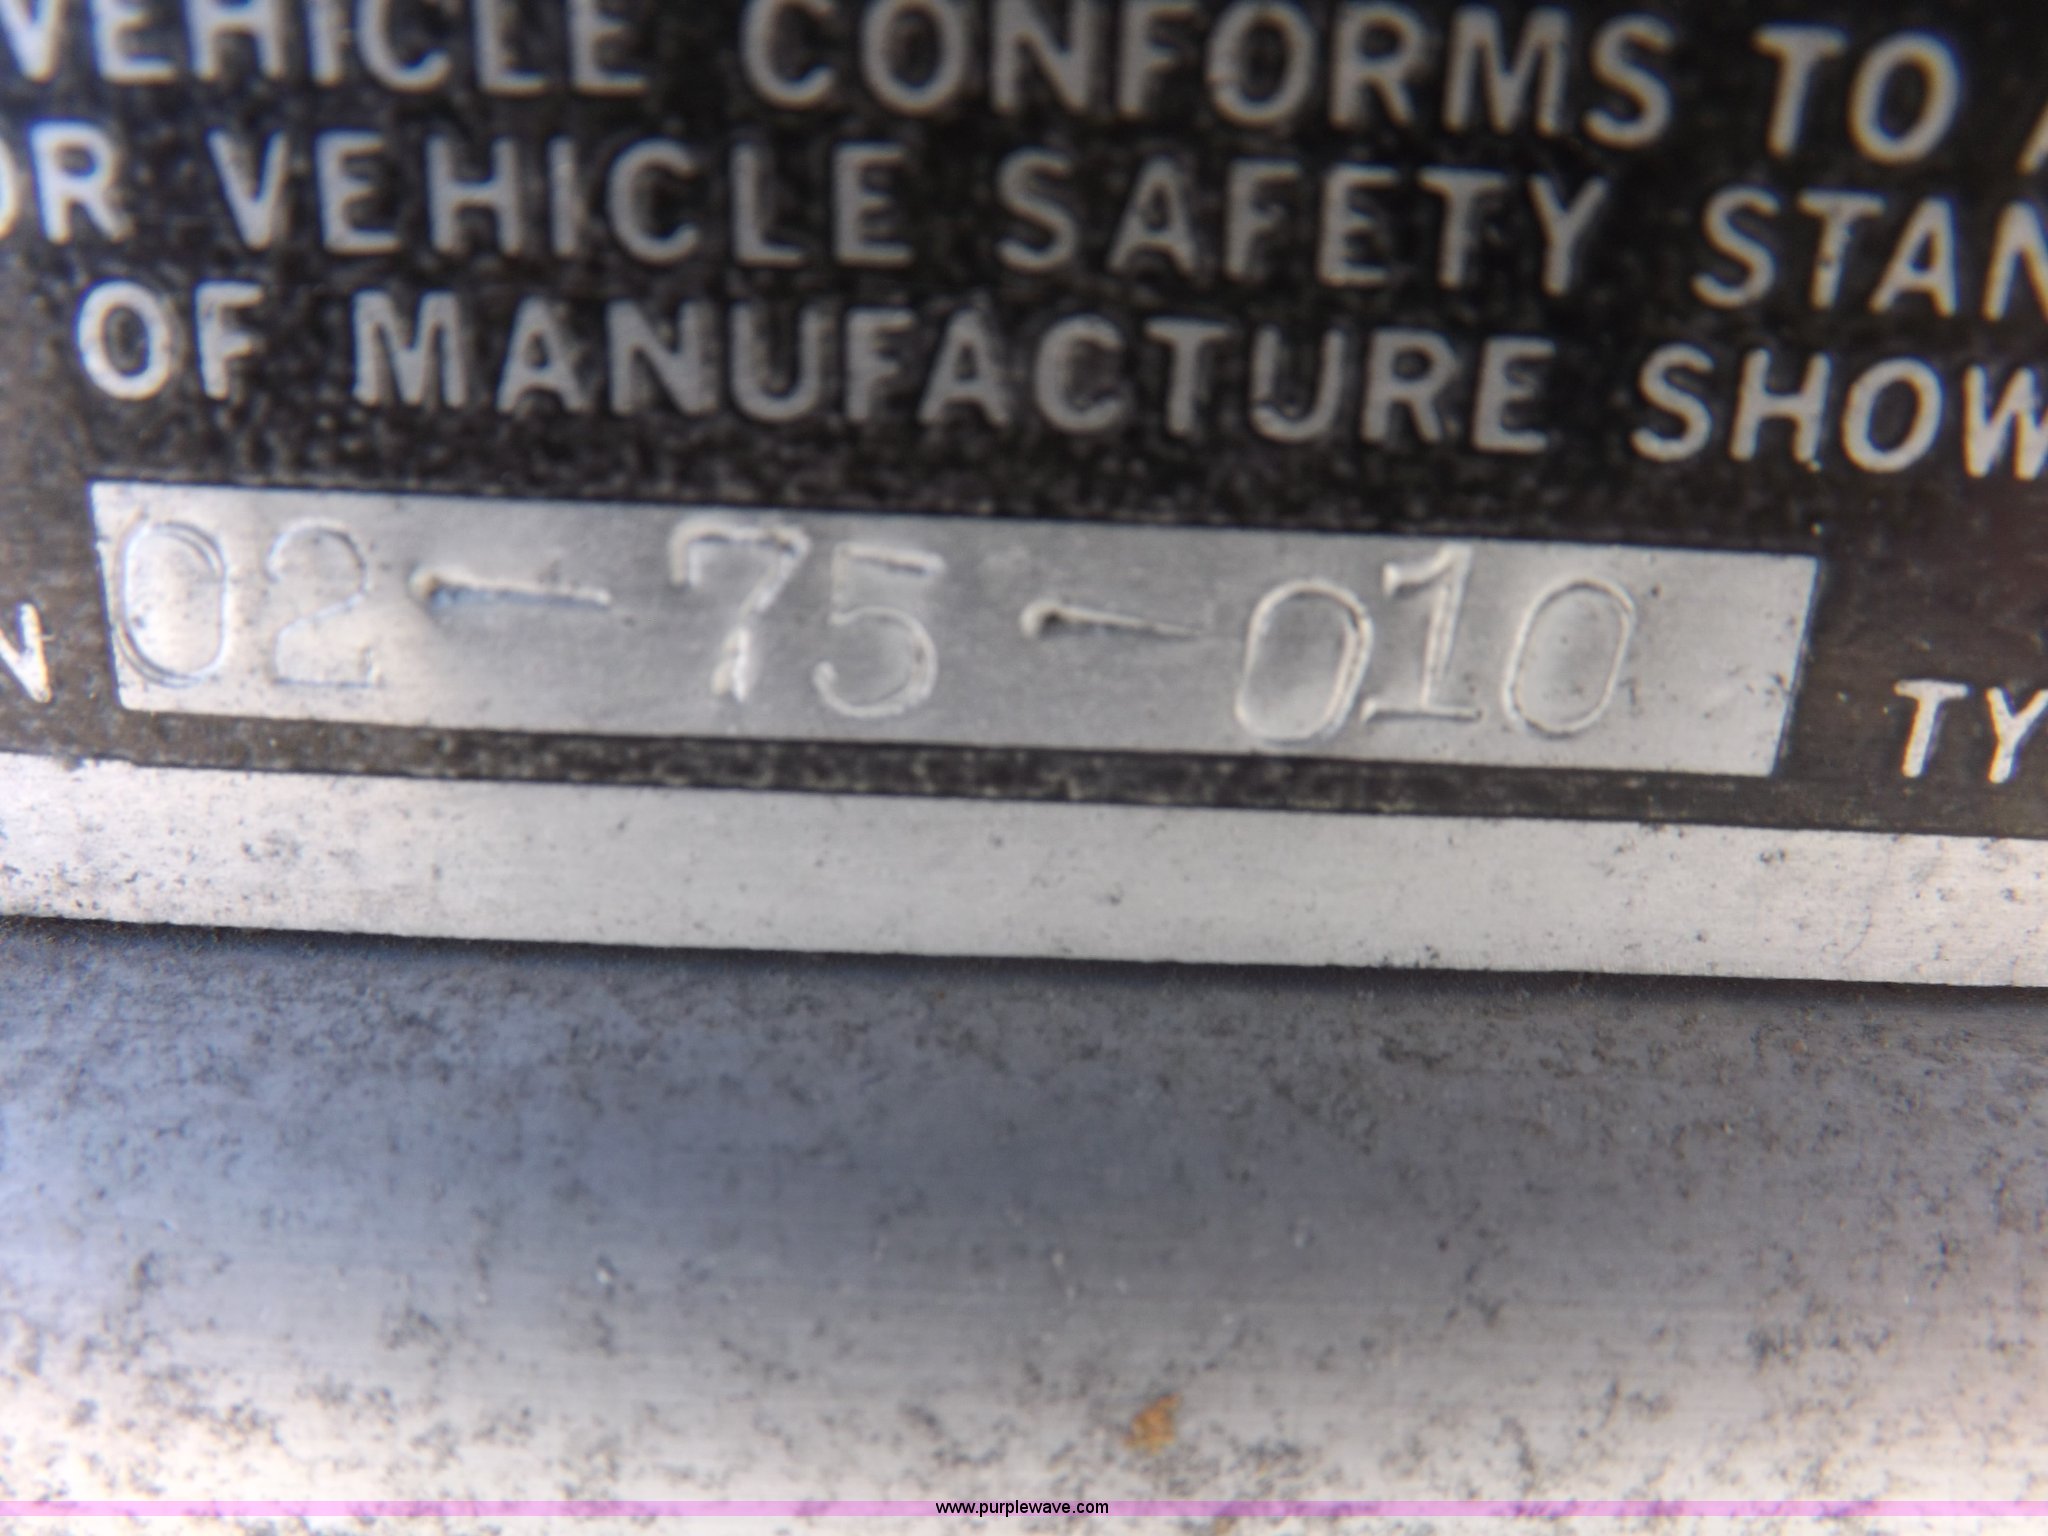 VEHICLE CONFORMS TO A
OR VEHICLE SAFETY STAN
OF MANUFACTURE SHOW
N 02-75-010 TY
www.purplewave.com